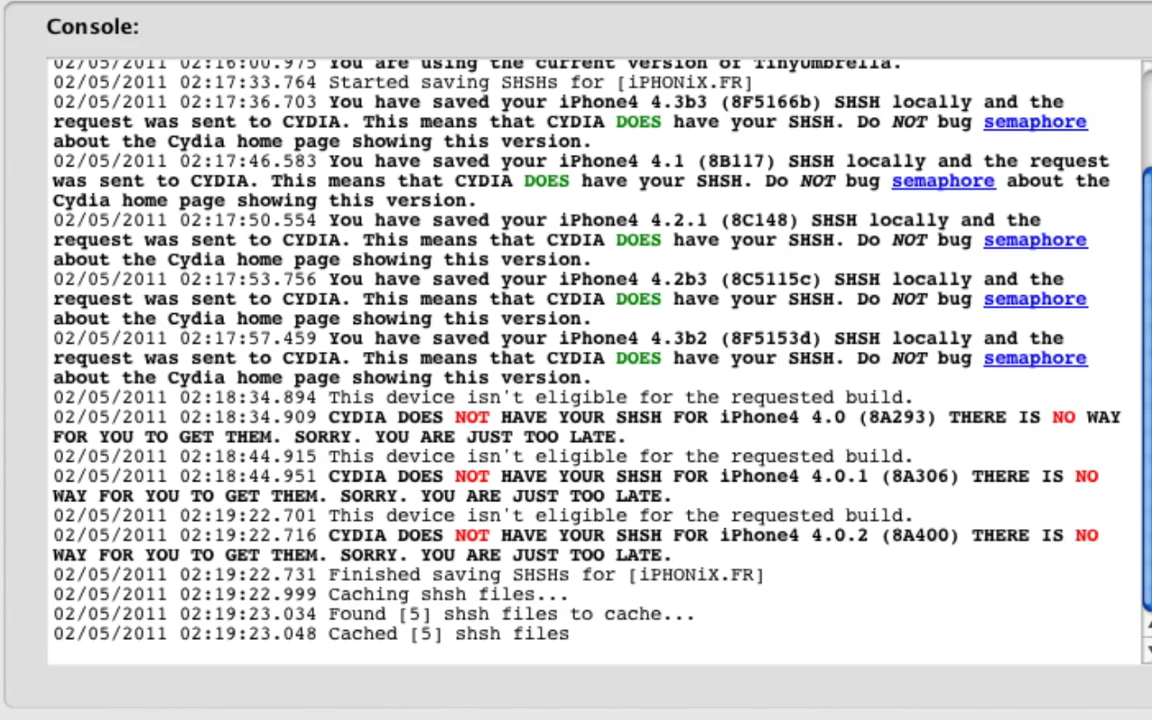 Console:
02/05/2011 02:16:00.975 You are using the current version of TinyUmbrella.
02/05/2011 02:17:33.764 Started saving SHSHs for [iPHONiX.FR]
02/05/2011 02:17:36.703 You have saved your iPhone4 4.3b3 (8F5166b) SHSH locally and the
request was sent to CYDIA. This means that CYDIA DOES have your SHSH. Do NOT bug semaphore
about the Cydia home page showing this version.
02/05/2011 02:17:46.583 You have saved your iPhone4 4.1 (8B117) SHSH locally and the request
was sent to CYDIA. This means that CYDIA DOES have your SHSH. Do NOT bug semaphore about the
Cydia home page showing this version.
02/05/2011 02:17:50.554 You have saved your iPhone4 4.2.1 (8C148) SHSH locally and the
request was sent to CYDIA. This means that CYDIA DOES have your SHSH. Do NOT bug semaphore
about the Cydia home page showing this version.
02/05/2011 02:17:53.756 You have saved your iPhone4 4.2b3 (8C5115c) SHSH locally and the
request was sent to CYDIA. This means that CYDIA DOES have your SHSH. Do NOT bug semaphore
about the Cydia home page showing this version.
02/05/2011 02:17:57.459 You have saved your iPhone4 4.3b2 (8F5153d) SHSH locally and the
request was sent to CYDIA. This means that CYDIA DOES have your SHSH. Do NOT bug semaphore
about the Cydia home page showing this version.
02/05/2011 02:18:34.894 This device isn't eligible for the requested build.
02/05/2011 02:18:34.909 CYDIA DOES NOT HAVE YOUR SHSH FOR iPhone4 4.0 (8A293) THERE IS NO WAY
FOR YOU TO GET THEM. SORRY. YOU ARE JUST TOO LATE.
02/05/2011 02:18:44.915 This device isn't eligible for the requested build.
02/05/2011 02:18:44.951 CYDIA DOES NOT HAVE YOUR SHSH FOR iPhone4 4.0.1 (8A306) THERE IS NO
WAY FOR YOU TO GET THEM. SORRY. YOU ARE JUST TOO LATE.
02/05/2011 02:19:22.701 This device isn't eligible for the requested build.
02/05/2011 02:19:22.716 CYDIA DOES NOT HAVE YOUR SHSH FOR iPhone4 4.0.2 (8A400) THERE IS NO
WAY FOR YOU TO GET THEM. SORRY. YOU ARE JUST TOO LATE.
02/05/2011 02:19:22.731 Finished saving SHSHs for [iPHONiX.FR]
02/05/2011 02:19:22.999 Caching shsh files...
02/05/2011 02:19:23.034 Found [5] shsh files to cache...
02/05/2011 02:19:23.048 Cached [5] shsh files